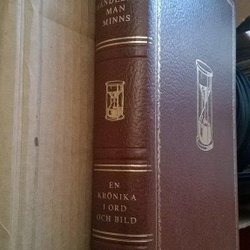 MAN
MINNS
EN
KRÖNIKA
I ORD
OCH BILD